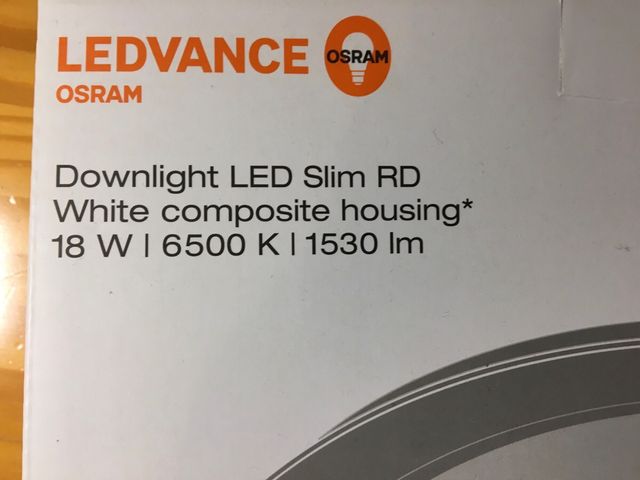 LEDVANCE
OSRAM
OSRAM
Downlight LED Slim RD
White composite housing*
18 W | 6500 K | 1530 lm